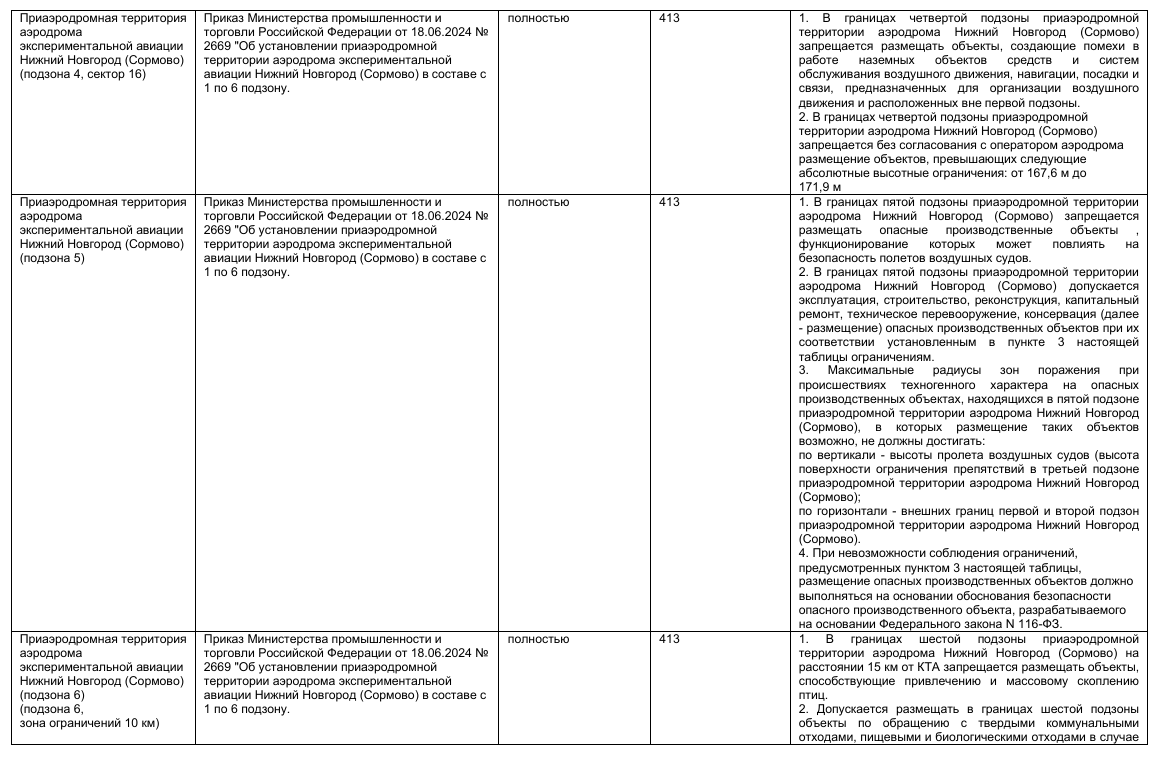 Приаэродромная территория
аэродрома
экспериментальной авиации
Нижний Новгород (Сормово)
(подзона 4, сектор 16)
Приказ Министерства промышленности и
торговли Российской Федерации от 18.06.2024 №
2669 "Об установлении приаэродромной
территории аэродрома экспериментальной
авиации Нижний Новгород (Сормово) в составе с
1 по 6 подзону.
полностью
413
1. В границах четвертой подзоны приаэродромной
территории аэродрома Нижний Новгород (Сормово)
запрещается размещать объекты, создающие помехи в
работе наземных объектов средств и систем
обслуживания воздушного движения, навигации, посадки и
связи, предназначенных для организации воздушного
движения и расположенных вне первой подзоны.
2. В границах четвертой подзоны приаэродромной
территории аэродрома Нижний Новгород (Сормово)
запрещается без согласования с оператором аэродрома
размещение объектов, превышающих следующие
абсолютные высотные ограничения: от 167,6 м до
171,9 м
Приаэродромная территория
аэродрома
экспериментальной авиации
Нижний Новгород (Сормово)
(подзона 5)
Приказ Министерства промышленности и
торговли Российской Федерации от 18.06.2024 №
2669 "Об установлении приаэродромной
территории аэродрома экспериментальной
авиации Нижний Новгород (Сормово) в составе с
1 по 6 подзону.
полностью
413
1. В границах пятой подзоны приаэродромной территории
аэродрома Нижний Новгород (Сормово) запрещается
размещать опасные производственные объекты ,
функционирование которых может повлиять на
безопасность полетов воздушных судов.
2. В границах пятой подзоны приаэродромной территории
аэродрома Нижний Новгород (Сормово) допускается
эксплуатация, строительство, реконструкция, капитальный
ремонт, техническое перевооружение, консервация (далее
- размещение) опасных производственных объектов при их
соответствии установленным в пункте 3 настоящей
таблицы ограничениям.
3. Максимальные радиусы зон поражения при
происшествиях техногенного характера на опасных
производственных объектах, находящихся в пятой подзоне
приаэродромной территории аэродрома Нижний Новгород
(Сормово), в которых размещение таких объектов
возможно, не должны достигать:
по вертикали - высоты пролета воздушных судов (высота
поверхности ограничения препятствий в третьей подзоне
приаэродромной территории аэродрома Нижний Новгород
(Сормово);
по горизонтали - внешних границ первой и второй подзон
приаэродромной территории аэродрома Нижний Новгород
(Сормово).
4. При невозможности соблюдения ограничений,
предусмотренных пунктом 3 настоящей таблицы,
размещение опасных производственных объектов должно
выполняться на основании обоснования безопасности
опасного производственного объекта, разрабатываемого
на основании Федерального закона N 116-ФЗ.
Приаэродромная территория
аэродрома
экспериментальной авиации
Нижний Новгород (Сормово)
(подзона 6)
(подзона 6,
зона ограничений 10 км)
Приказ Министерства промышленности и
торговли Российской Федерации от 18.06.2024 №
2669 "Об установлении приаэродромной
территории аэродрома экспериментальной
авиации Нижний Новгород (Сормово) в составе с
1 по 6 подзону.
полностью
413
1. В границах шестой подзоны приаэродромной
территории аэродрома Нижний Новгород (Сормово) на
расстоянии 15 км от КТА запрещается размещать объекты,
способствующие привлечению и массовому скоплению
птиц.
2. Допускается размещать в границах шестой подзоны
объекты по обращению с твердыми коммунальными
отходами, пищевыми и биологическими отходами в случае